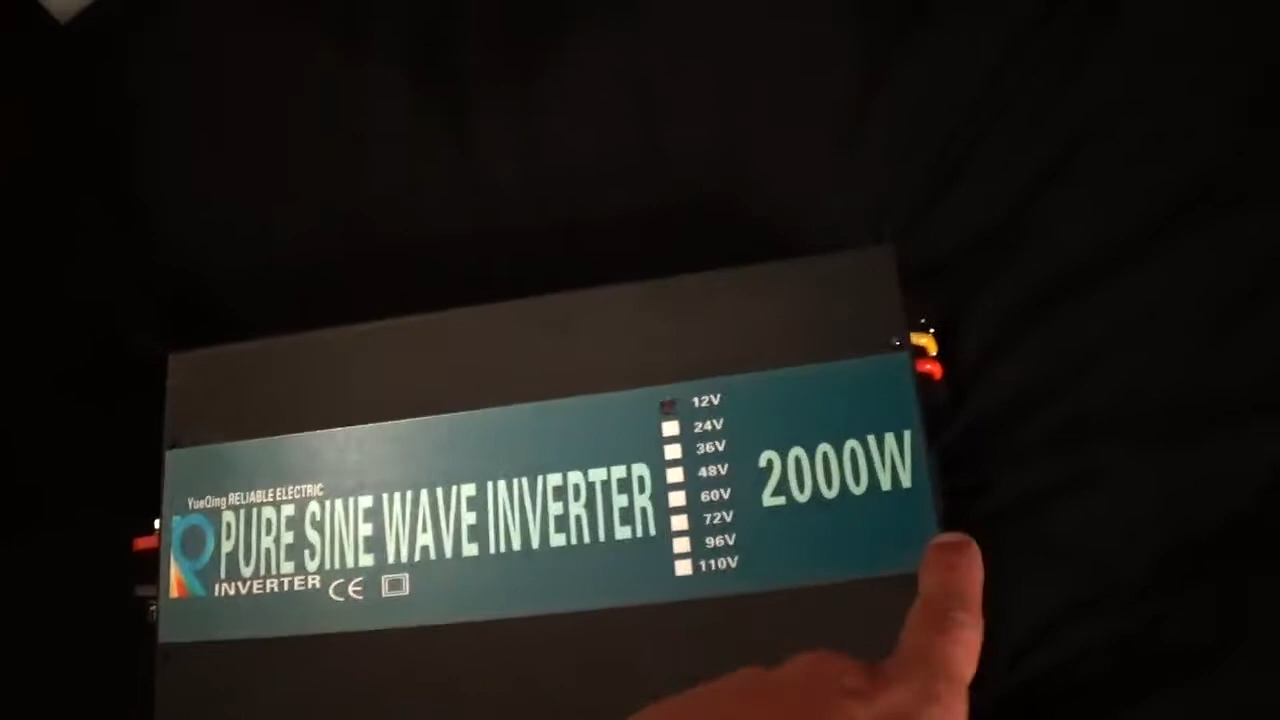 YueQing RELIABLE ELECTRIC
PURE SINE WAVE INVERTER
INVERTER CE
12V
24V
36V
48V
60V
72V
96V
110V
2000W